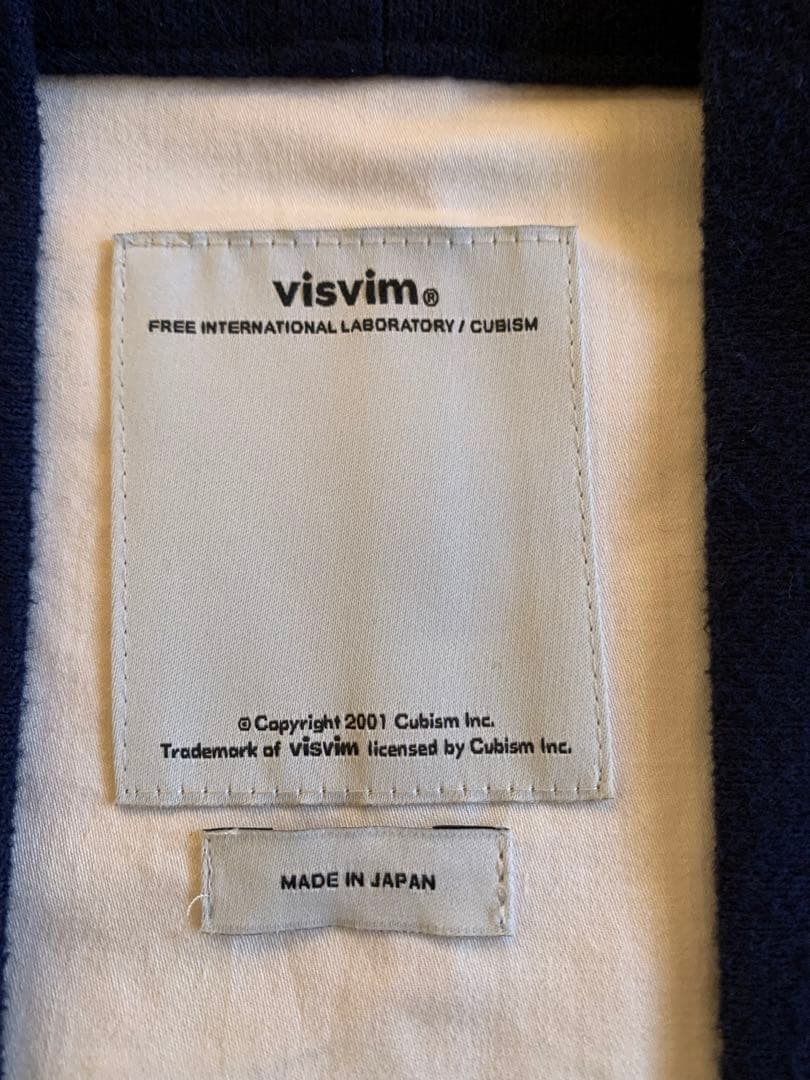 visvim®
FREE INTERNATIONAL LABORATORY / CUBISM
© Copyright 2001 Cubism Inc.
Trademark of visvim licensed by Cubism Inc.
MADE IN JAPAN